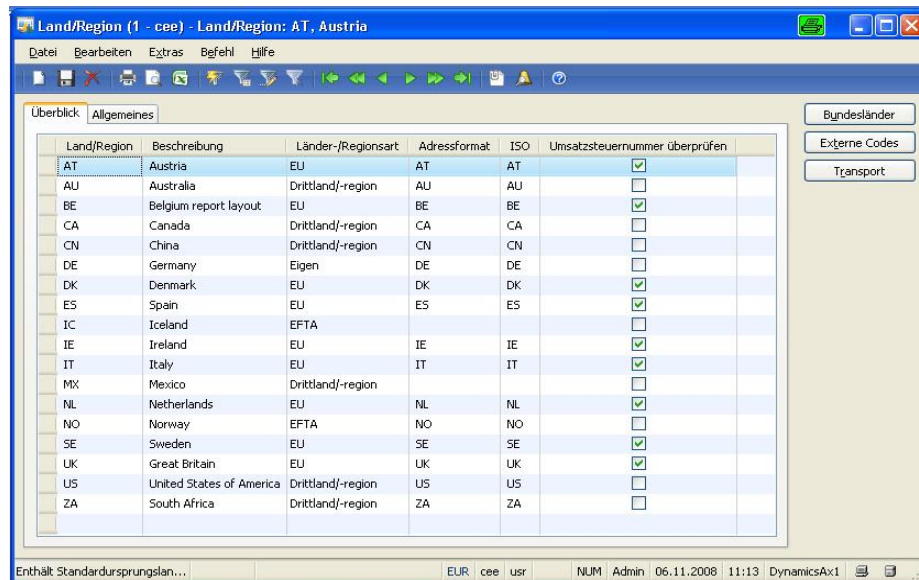 Land/Region (1 - cee) - Land/Region: AT, Austria
Datei Bearbeiten Extras Befehl Hilfe
Überblick Allgemeines
Bundesländer
Externe Codes
Transport
Land/Region Beschreibung Länder-/Regionsart Adressformat ISO Umsatzsteuernummer überprüfen
AT Austria EU AT AT
AU Australia Drittland/-region AU AU
BE Belgium report layout EU BE BE
CA Canada Drittland/-region CA CA
CN China Drittland/-region CN CN
DE Germany Eigen DE DE
DK Denmark EU DK DK
ES Spain EU ES ES
IC Iceland EFTA
IE Ireland EU IE IE
IT Italy EU IT IT
MX Mexico Drittland/-region
NL Netherlands EU NL NL
NO Norway EFTA NO NO
SE Sweden EU SE SE
UK Great Britain EU UK UK
US United States of America Drittland/-region US US
ZA South Africa Drittland/-region ZA ZA
Enthält Standardursprungslan... EUR cee usr NUM Admin 06.11.2008 11:13 DynamicsAx1